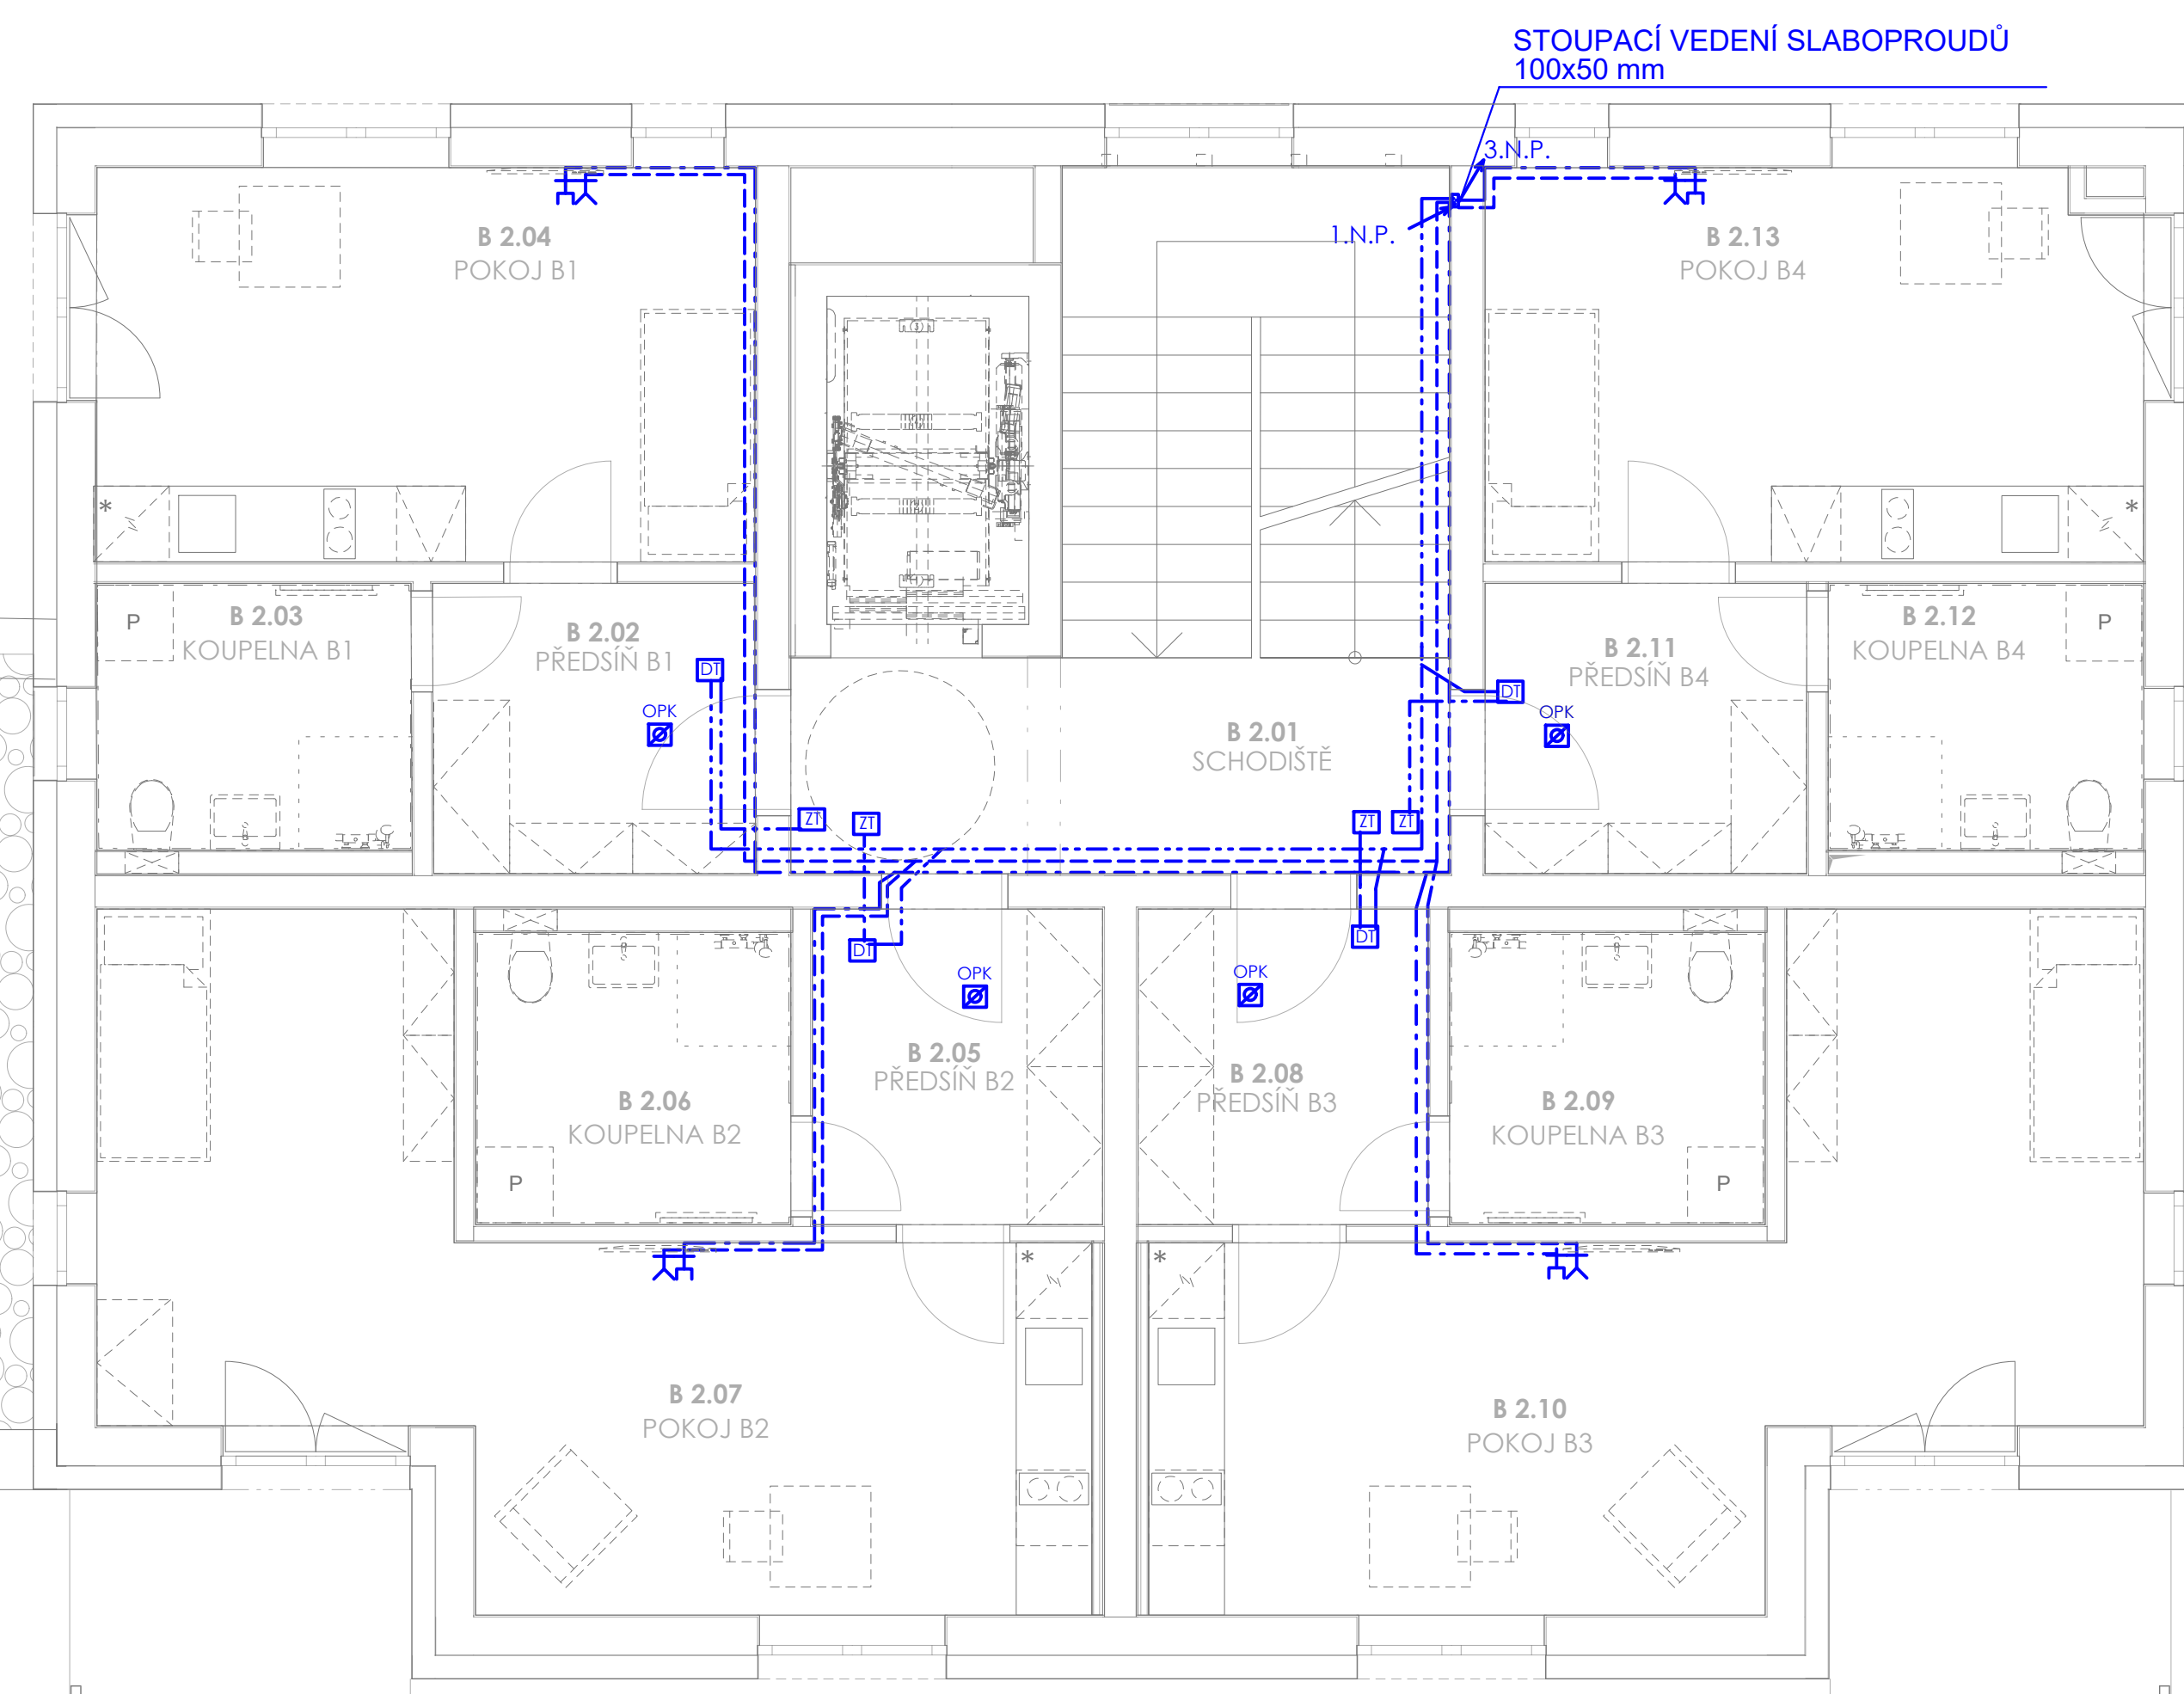 STOUPACÍ VEDENÍ SLABOPROUDŮ
100x50 mm
3.N.P.
1.N.P.
B 2.04
POKOJ B1
B 2.13
POKOJ B4
*
*
P
B 2.03
KOUPELNA B1
B 2.02
PŘEDSÍŇ B1
DT
OPK
B 2.01
SCHODIŠTĚ
DT
OPK
B 2.11
PŘEDSÍŇ B4
B 2.12
KOUPELNA B4
P
ZT
ZT
ZT
ZT
DT
DT
OPK
OPK
B 2.05
PŘEDSÍŇ B2
B 2.08
PŘEDSÍŇ B3
B 2.06
KOUPELNA B2
P
B 2.09
KOUPELNA B3
P
*
*
B 2.07
POKOJ B2
B 2.10
POKOJ B3